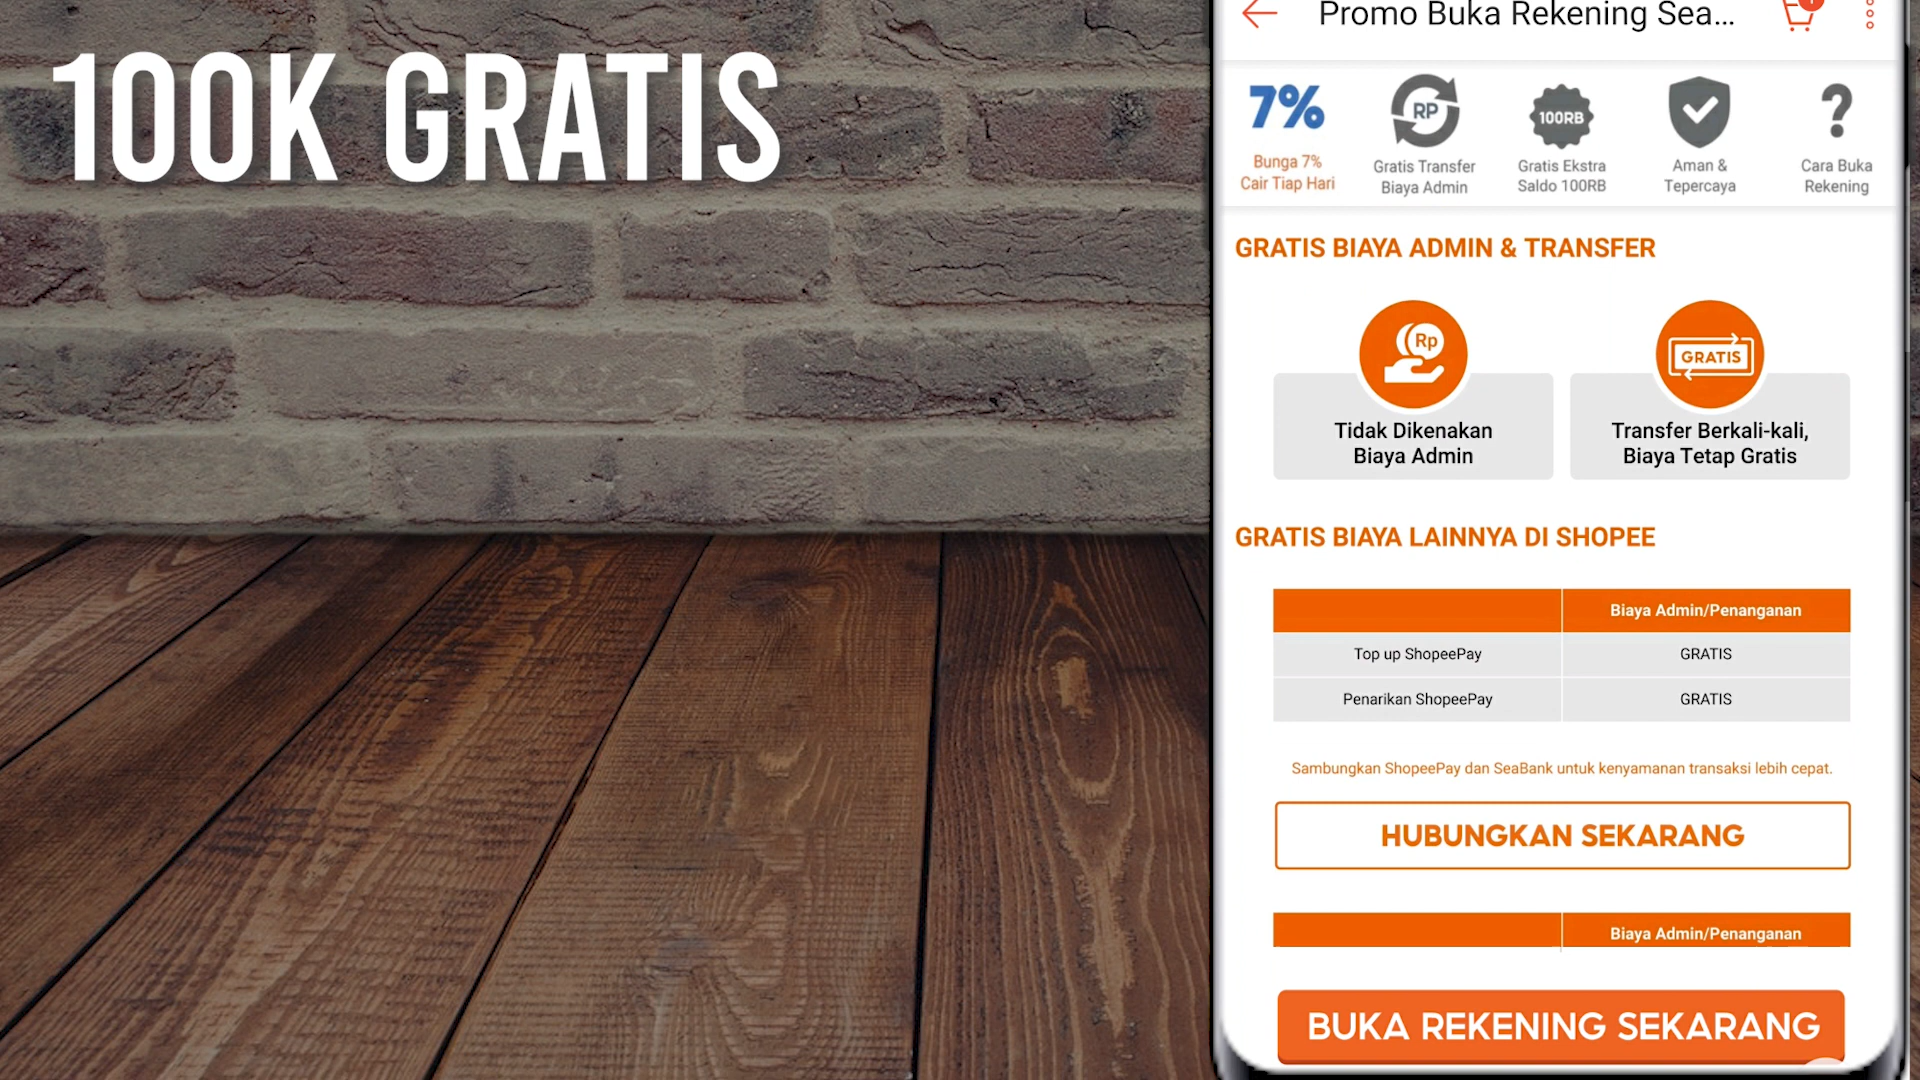 100K GRATIS
Promo Buka Rekening Sea...
7%
Bunga 7%
Cair Tiap Hari
RP
Gratis Transfer
Biaya Admin
100RB
Gratis Ekstra
Saldo 100RB
Aman &
Tepercaya
?
Cara Buka
Rekening
GRATIS BIAYA ADMIN & TRANSFER
Rp
Tidak Dikenakan
Biaya Admin
GRATIS
Transfer Berkali-kali,
Biaya Tetap Gratis
GRATIS BIAYA LAINNYA DI SHOPEE
Biaya Admin/Penanganan
Top up ShopeePay GRATIS
Penarikan ShopeePay GRATIS
Sambungkan ShopeePay dan SeaBank untuk kenyamanan transaksi lebih cepat.
HUBUNGKAN SEKARANG
Biaya Admin/Penanganan
BUKA REKENING SEKARANG